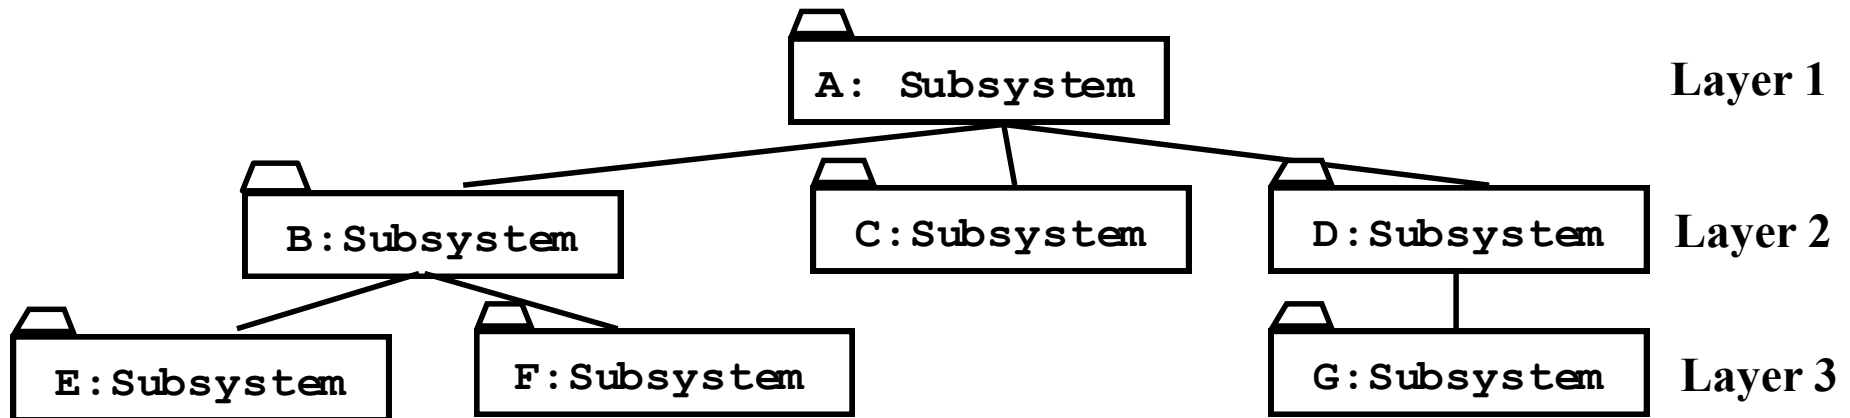 A: Subsystem
Layer 1
B:Subsystem
C:Subsystem
D:Subsystem
Layer 2
E:Subsystem
F:Subsystem
G:Subsystem
Layer 3